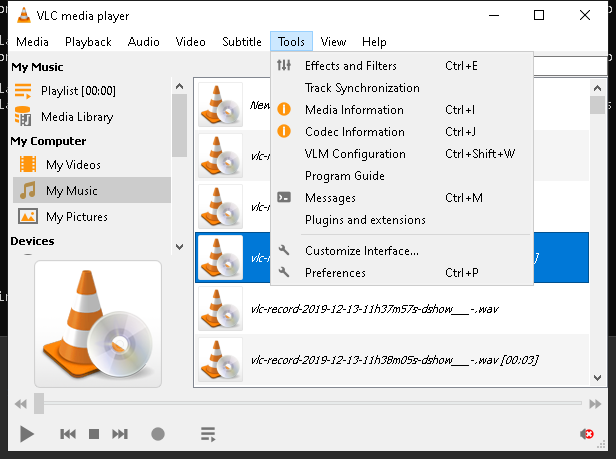 VLC media player
Media Playback Audio Video Subtitle Tools View Help
My Music
Playlist [00:00]
Media Library
My Computer
My Videos
My Music
My Pictures
Devices
Effects and Filters Ctrl+E
Track Synchronization
Media Information Ctrl+I
Codec Information Ctrl+J
VLM Configuration Ctrl+Shift+W
Program Guide
Messages Ctrl+M
Plugins and extensions
Customize Interface...
Preferences Ctrl+P
New
vlc-record-2019-12-13-11h37m57s-dshow___-.wav
vlc-record-2019-12-13-11h38m05s-dshow___-.wav [00:03]